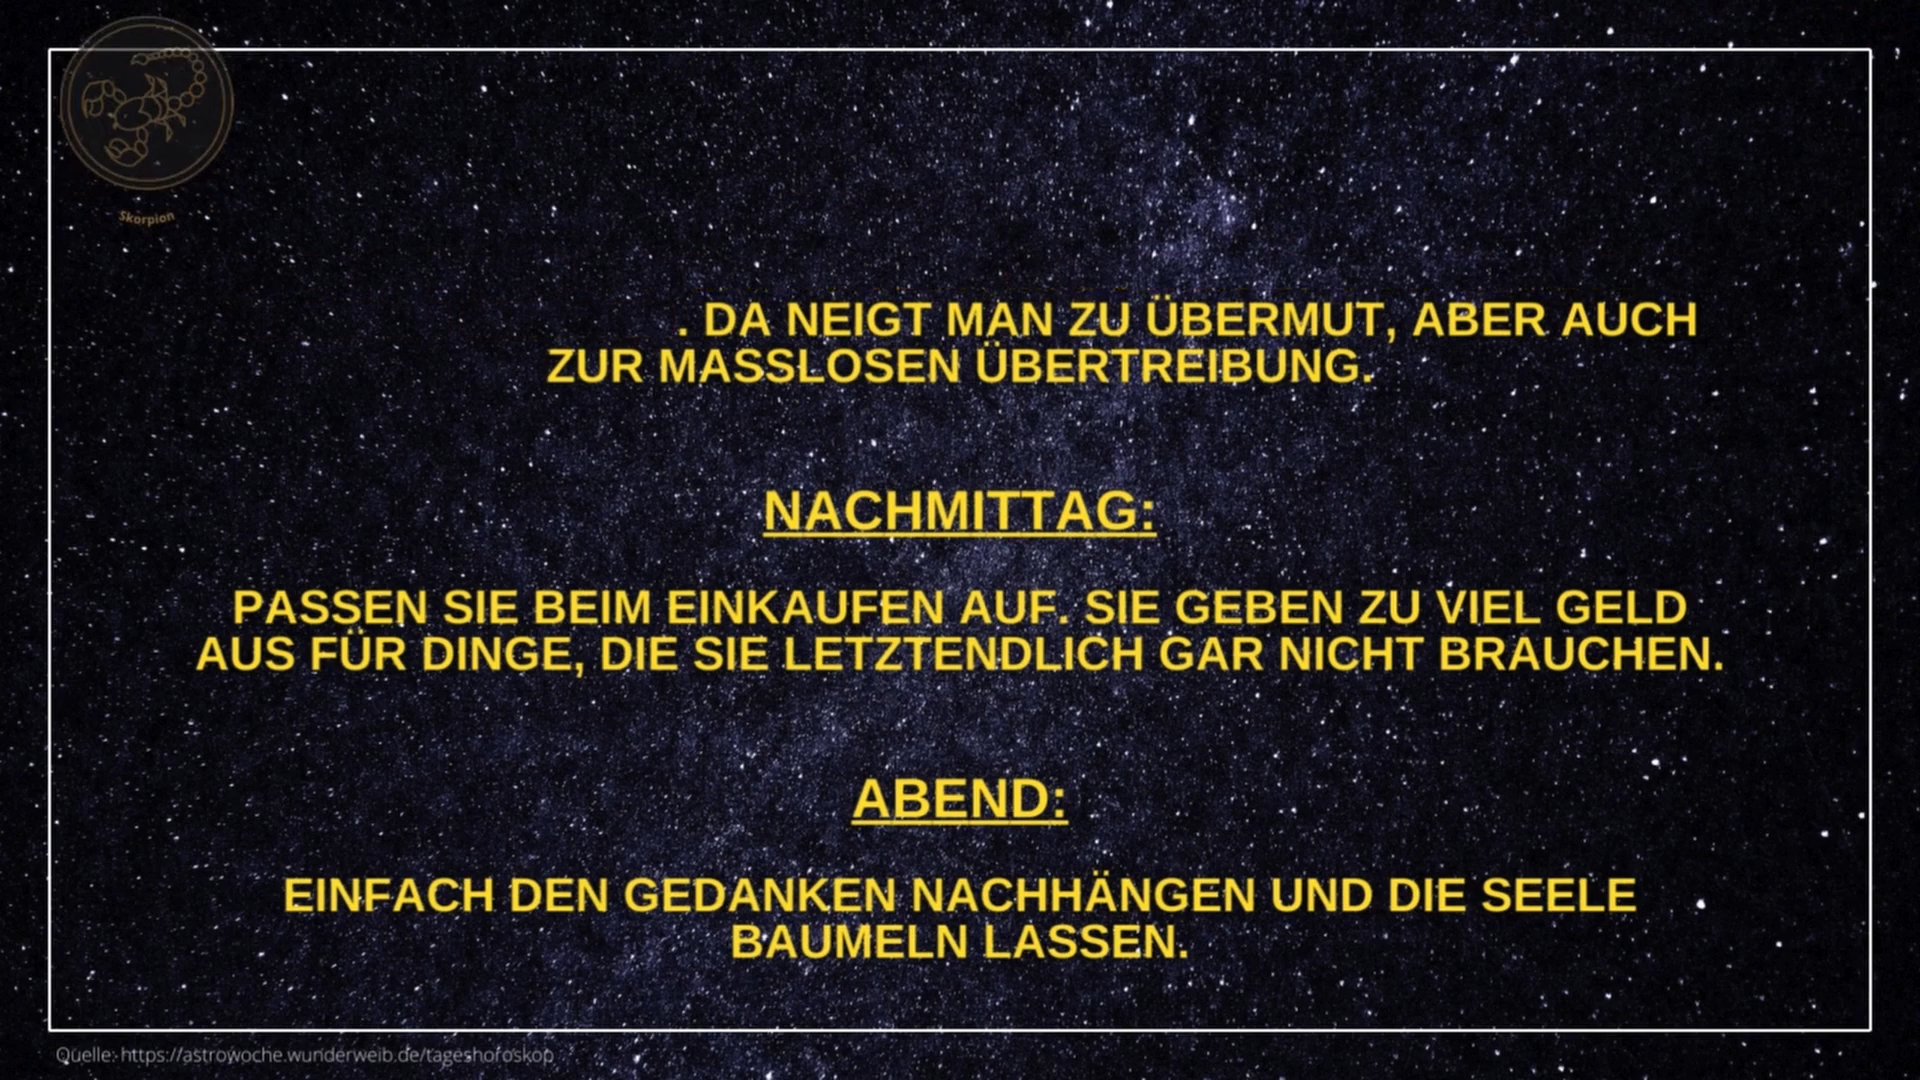 Skorpion
. DA NEIGT MAN ZU ÜBERMUT, ABER AUCH
ZUR MASSLOSEN ÜBERTREIBUNG.
NACHMITTAG:
PASSEN SIE BEIM EINKAUFEN AUF. SIE GEBEN ZU VIEL GELD
AUS FÜR DINGE, DIE SIE LETZTENDLICH GAR NICHT BRAUCHEN.
ABEND:
EINFACH DEN GEDANKEN NACHHÄNGEN UND DIE SEELE
BAUMELN LASSEN.
Quelle: https://astrowoche.wunderweib.de/tageshoroskop